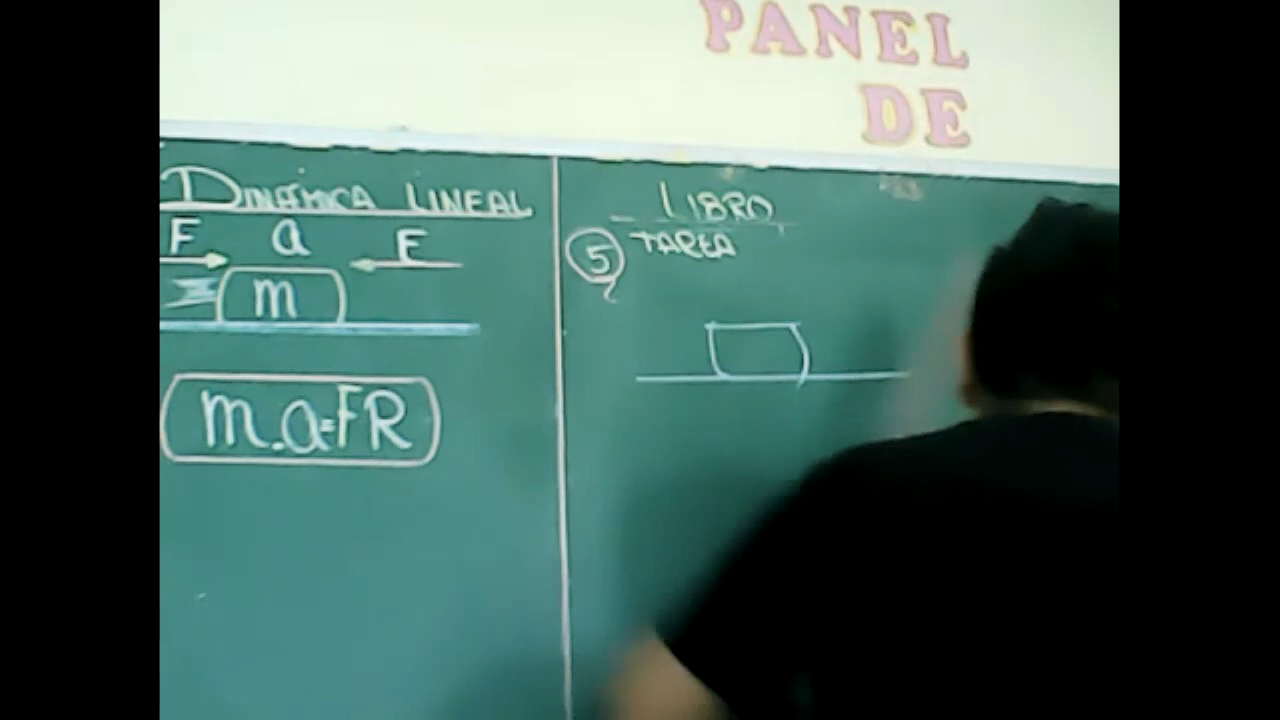 PANEL
DE
DINÁMICA LINEAL
F a F
m
m.a=FR
LIBRO
TAREA
5